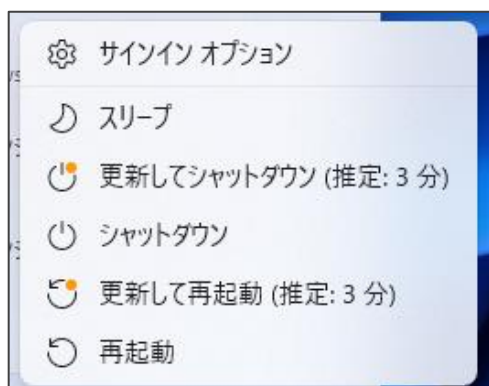 サインイン オプション
スリープ
更新してシャットダウン (推定: 3 分)
シャットダウン
更新して再起動 (推定: 3 分)
再起動